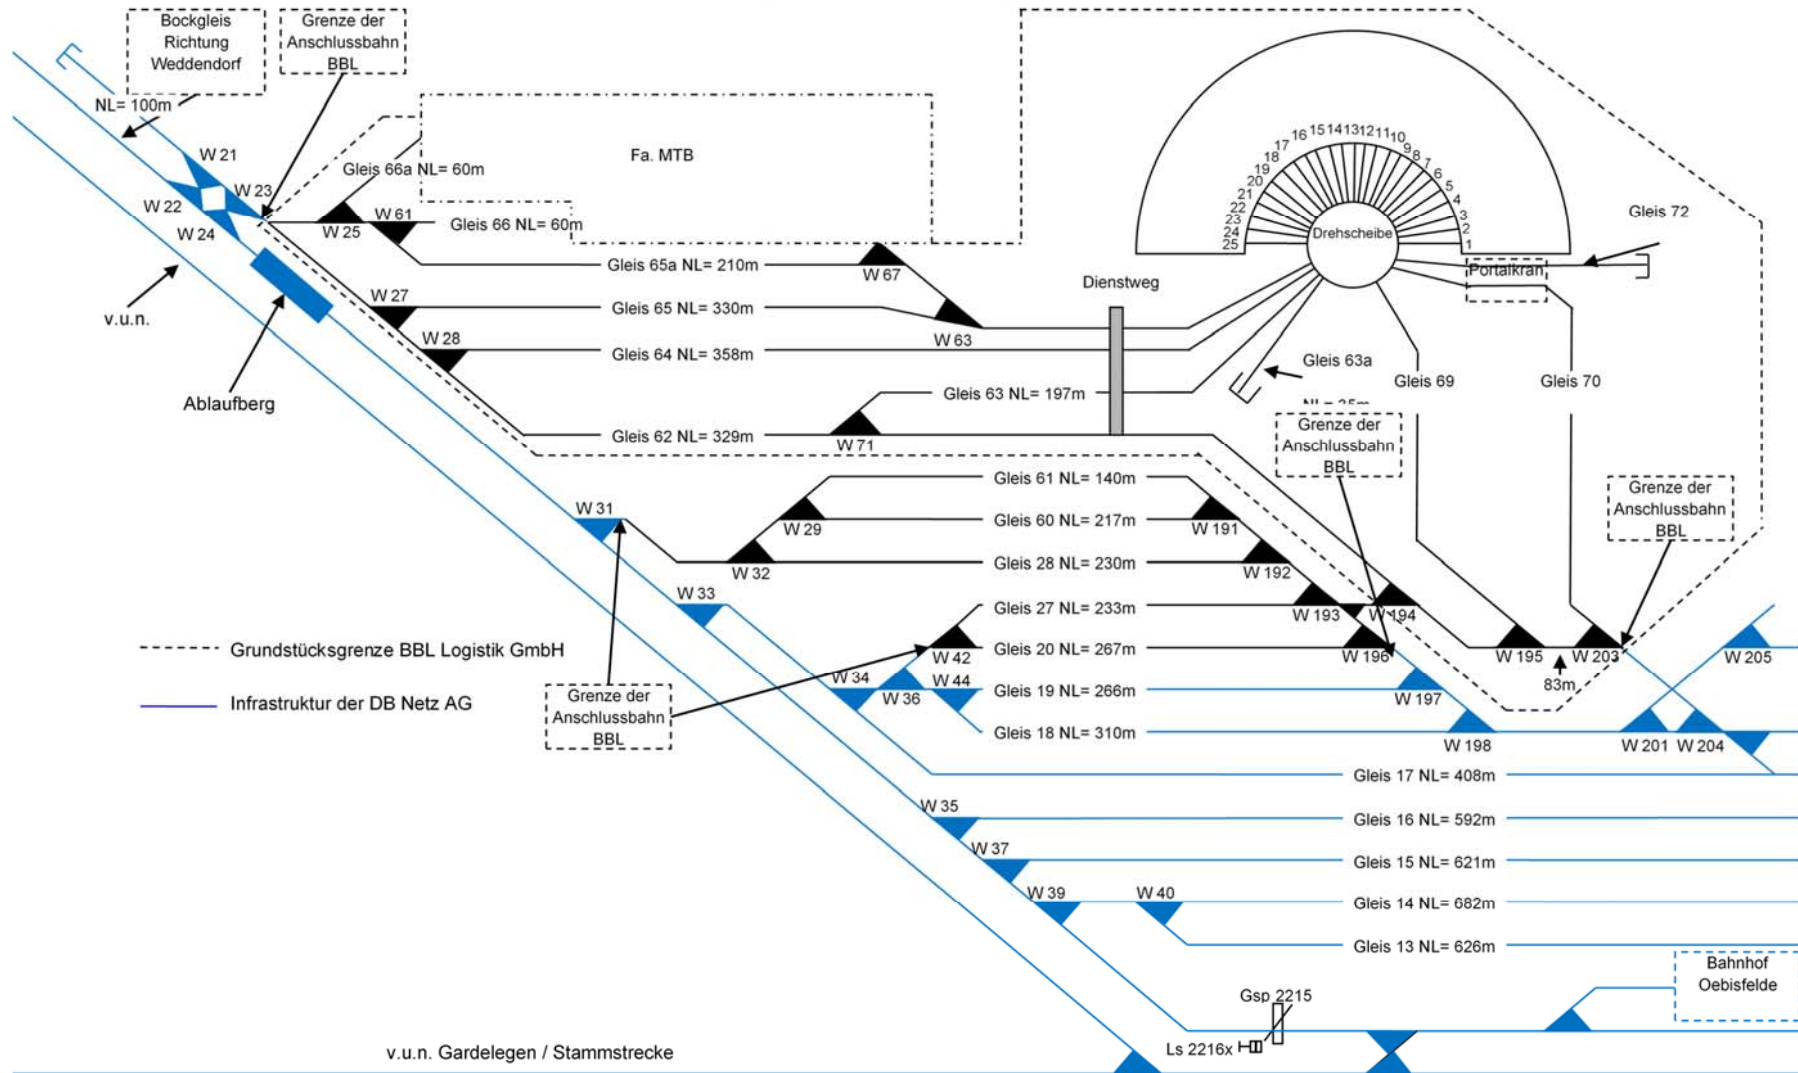 Bockgleis
Richtung
Weddendorf
Grenze der
Anschlussbahn
BBL
NL= 100m
W 21
W 23
W 22
W 24
v.u.n.
Ablaufberg
Gleis 66a NL= 60m
W 25
W 61
Gleis 66 NL= 60m
Fa. MTB
Gleis 65a NL= 210m
W 67
W 27
Gleis 65 NL= 330m
W 63
W 28
Gleis 64 NL= 358m
Dienstweg
Gleis 63 NL= 197m
Gleis 62 NL= 329m
W 71
25
24
23
22
21
20
19
18
17
16
15
14
13
12
11
10
9
8
7
6
5
4
3
2
1
Drehscheibe
Portalkran
Gleis 72
Gleis 63a
Gleis 69
Gleis 70
Grenze der
Anschlussbahn
BBL
Grenze der
Anschlussbahn
BBL
Gleis 61 NL= 140m
W 29
Gleis 60 NL= 217m
W 191
W 31
W 32
Gleis 28 NL= 230m
W 192
W 33
Gleis 27 NL= 233m
W 193
W 194
W 42
Gleis 20 NL= 267m
W 196
W 195
83m
W 203
W 205
Grundstücksgrenze BBL Logistik GmbH
Infrastruktur der DB Netz AG
Grenze der
Anschlussbahn
BBL
W 34
W 36
W 44
Gleis 19 NL= 266m
W 197
Gleis 18 NL= 310m
W 198
W 201
W 204
Gleis 17 NL= 408m
W 35
Gleis 16 NL= 592m
W 37
Gleis 15 NL= 621m
W 39
W 40
Gleis 14 NL= 682m
Gleis 13 NL= 626m
Bahnhof
Oebisfelde
Gsp 2215
Ls 2216x
v.u.n. Gardelegen / Stammstrecke